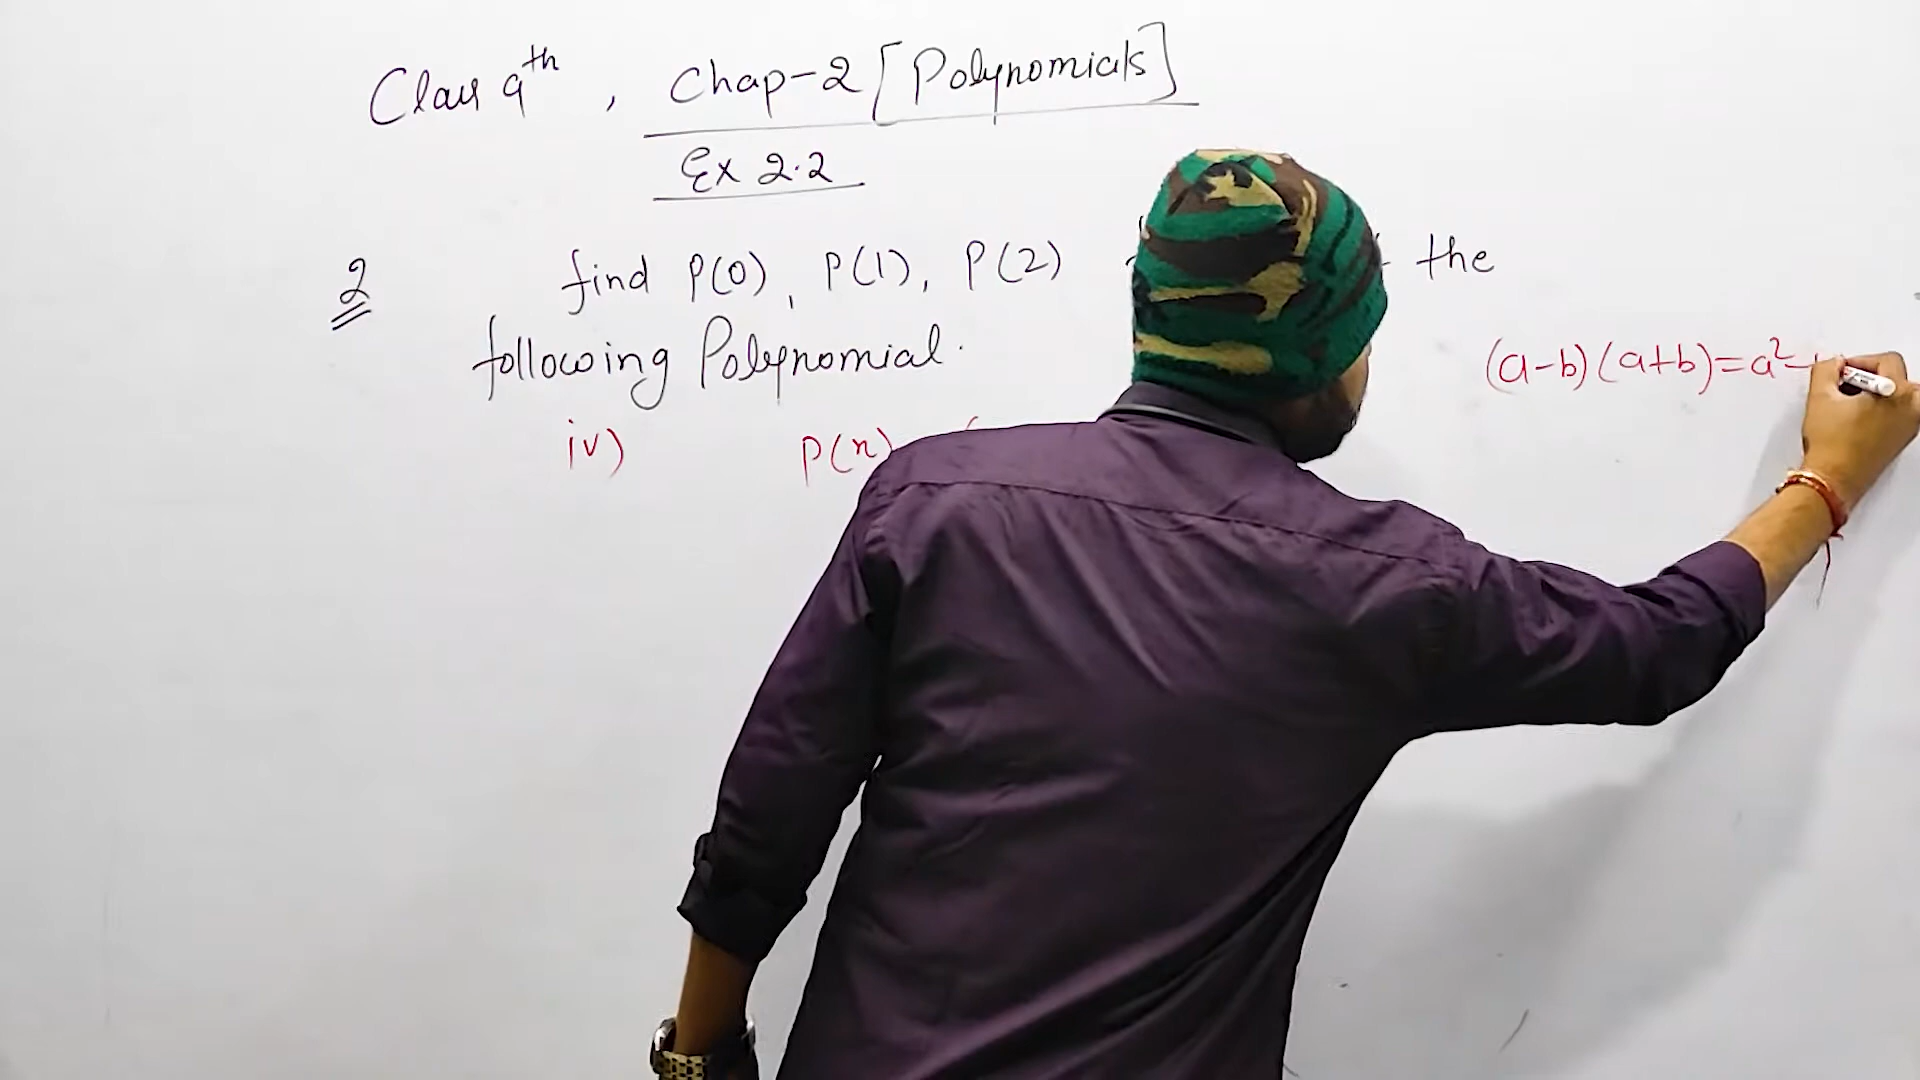 Class 9th, Chap-2 [Polynomials]
Ex 2.2
2 find P(0), P(1), P(2) the
following Polynomial.
(a-b)(a+b)=a²-
iv) P(x)